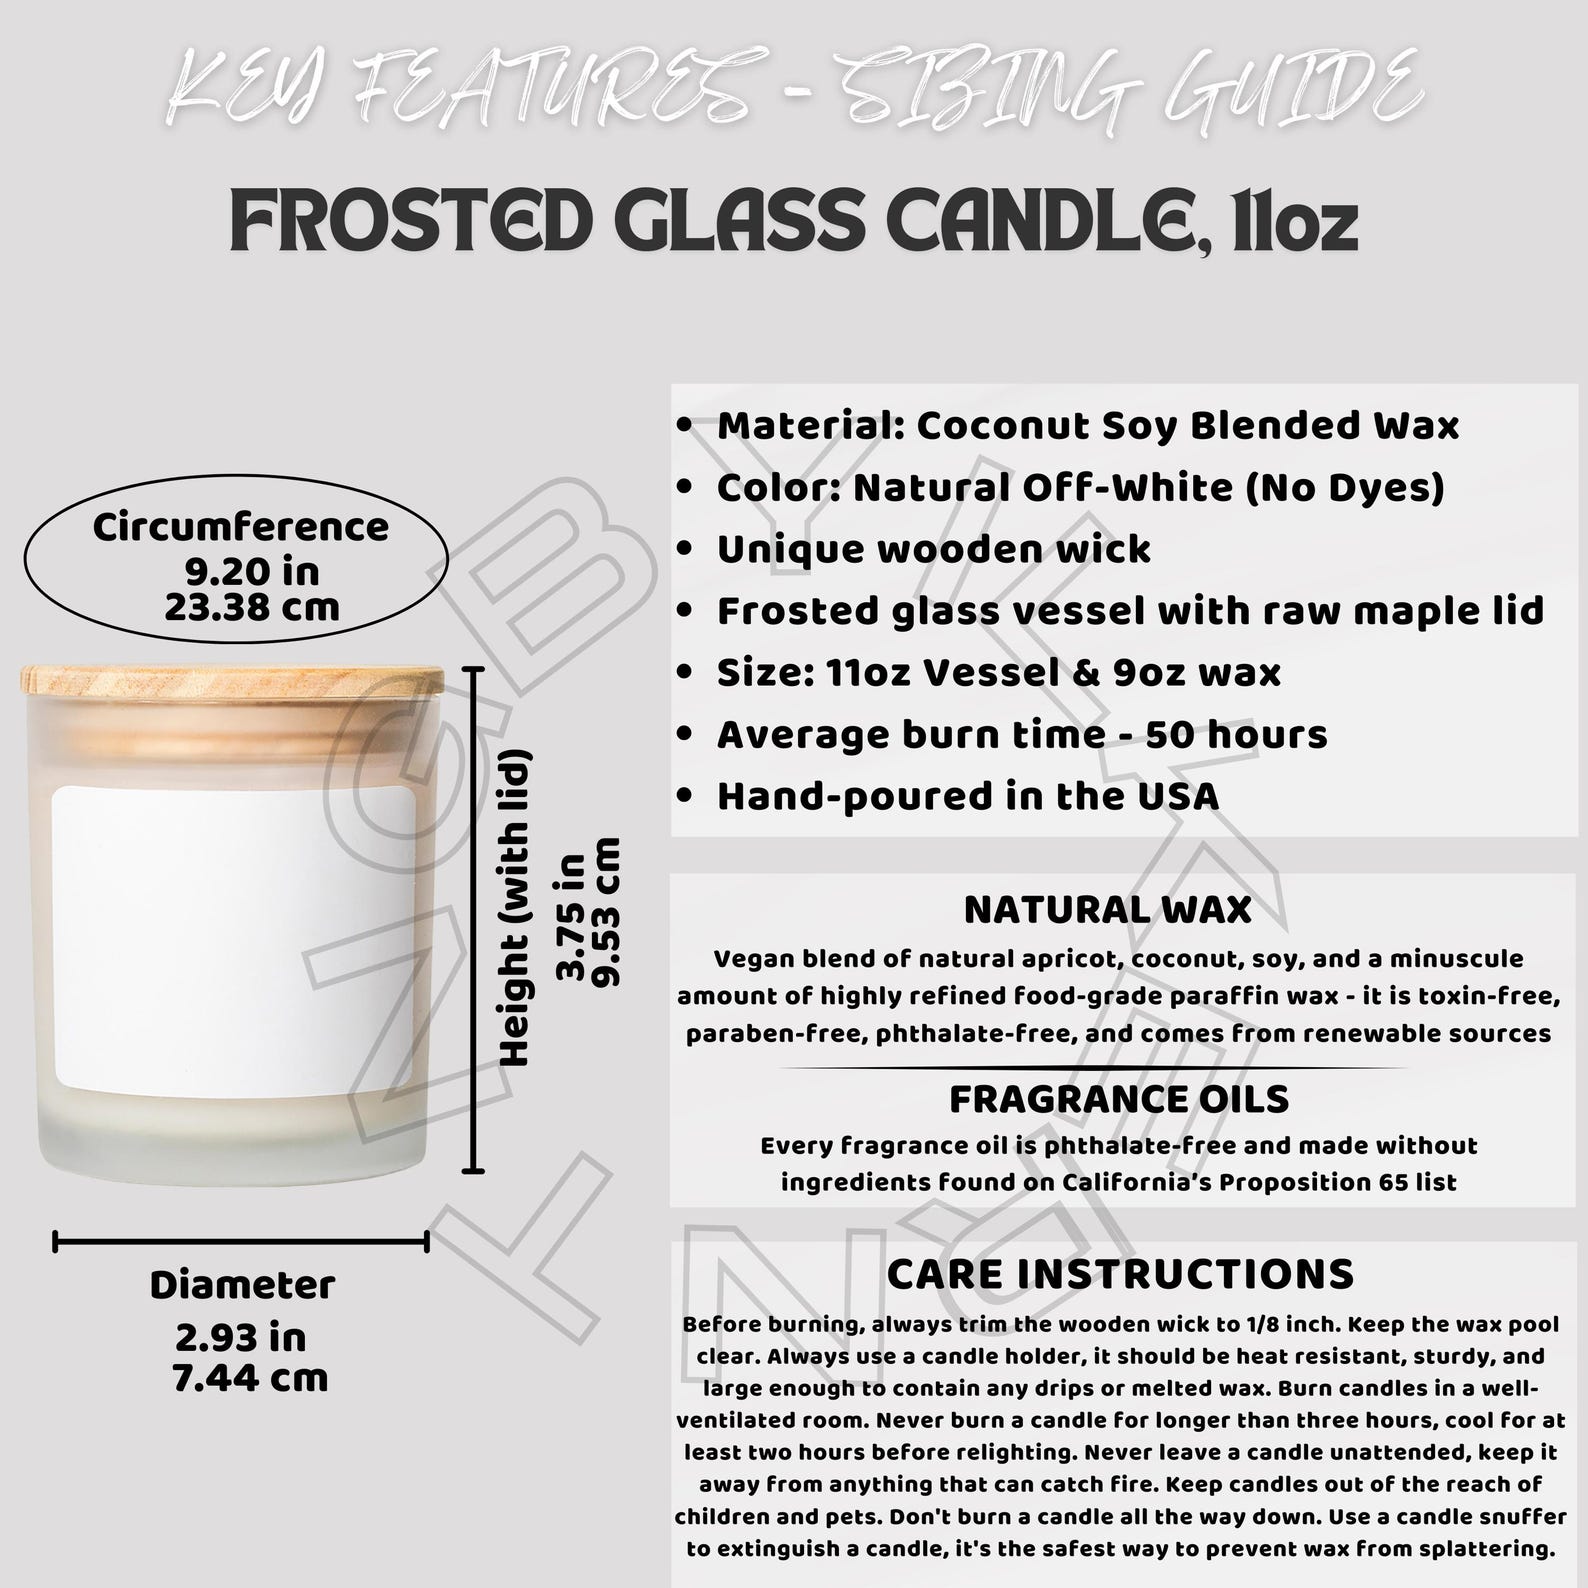 KEY FEATURES - SIZING GUIDE
FROSTED GLASS CANDLE, 11oz
Circumference
9.20 in
23.38 cm
Height (with lid)
3.75 in
9.53 cm
Diameter
2.93 in
7.44 cm
• Material: Coconut Soy Blended Wax
• Color: Natural Off-White (No Dyes)
• Unique wooden wick
• Frosted glass vessel with raw maple lid
• Size: 11oz Vessel & 9oz wax
• Average burn time - 50 hours
• Hand-poured in the USA
NATURAL WAX
Vegan blend of natural apricot, coconut, soy, and a minuscule
amount of highly refined food-grade paraffin wax - it is toxin-free,
paraben-free, phthalate-free, and comes from renewable sources
FRAGRANCE OILS
Every fragrance oil is phthalate-free and made without
ingredients found on California's Proposition 65 list
CARE INSTRUCTIONS
Before burning, always trim the wooden wick to 1/8 inch. Keep the wax pool
clear. Always use a candle holder, it should be heat resistant, sturdy, and
large enough to contain any drips or melted wax. Burn candles in a well-
ventilated room. Never burn a candle for longer than three hours, cool for at
least two hours before relighting. Never leave a candle unattended, keep it
away from anything that can catch fire. Keep candles out of the reach of
children and pets. Don't burn a candle all the way down. Use a candle snuffer
to extinguish a candle, it's the safest way to prevent wax from splattering.